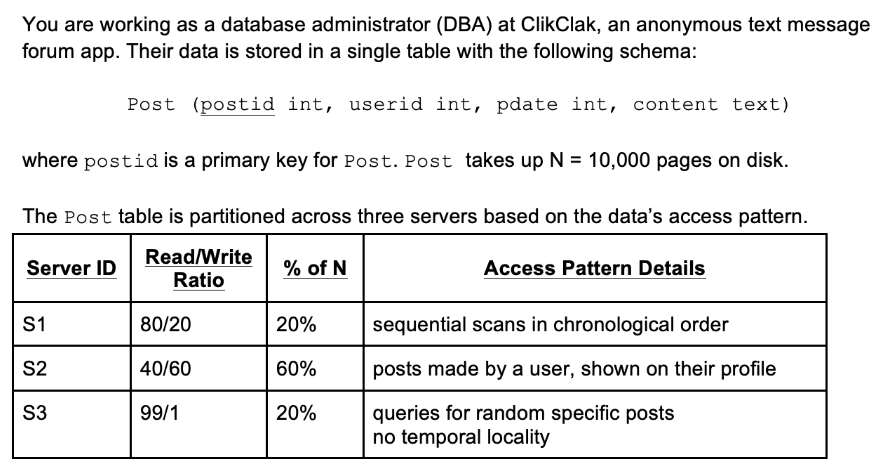 You are working as a database administrator (DBA) at ClikClak, an anonymous text message
forum app. Their data is stored in a single table with the following schema:
Post (postid int, userid int, pdate int, content text)
where postid is a primary key for Post. Post takes up N = 10,000 pages on disk.
The Post table is partitioned across three servers based on the data's access pattern.
Server ID Read/Write Ratio % of N Access Pattern Details
S1 80/20 20% sequential scans in chronological order
S2 40/60 60% posts made by a user, shown on their profile
S3 99/1 20% queries for random specific posts
no temporal locality